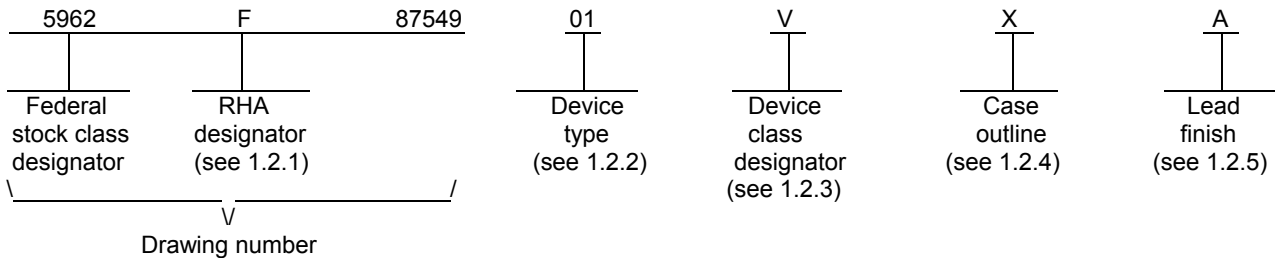 5962 F 87549 01 V X A
Federal RHA Device Device Case Lead
stock class designator type class outline finish
designator (see 1.2.1) (see 1.2.2) designator (see 1.2.4) (see 1.2.5)
(see 1.2.3)
\ /
\/
Drawing number